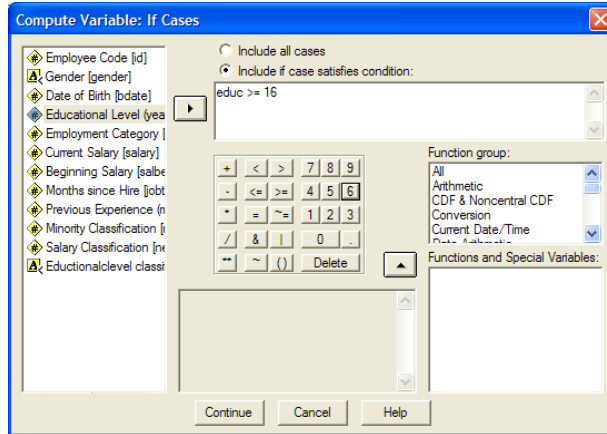 Compute Variable: If Cases
Employee Code [id]
Gender [gender]
Date of Birth [bdate]
Educational Level (yea
Employment Category [
Current Salary [salary]
Beginning Salary [salbe
Months since Hire [jobt
Previous Experience (n
Minority Classification [
Salary Classification [ne
Eductionalclevel classif
Include all cases
Include if case satisfies condition:
educ >= 16
+ < > 7 8 9
- <= >= 4 5 6
* = ~= 1 2 3
/ & | 0 .
** ~ () Delete
Function group:
All
Arithmetic
CDF & Noncentral CDF
Conversion
Current Date/Time
Date Arithmetic
Functions and Special Variables:
Continue Cancel Help